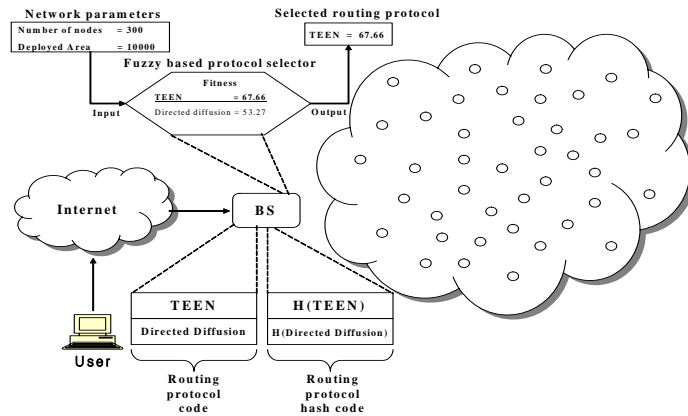 Network parameters
Number of nodes = 300
Deployed Area = 10000
Selected routing protocol
TEEN = 67.66
Fuzzy based protocol selector
Fitness
TEEN = 67.66
Directed diffusion = 53.27
Input
Output
Internet
BS
TEEN
Directed Diffusion
H(TEEN)
H(Directed Diffusion)
User
Routing
protocol
code
Routing
protocol
hash code